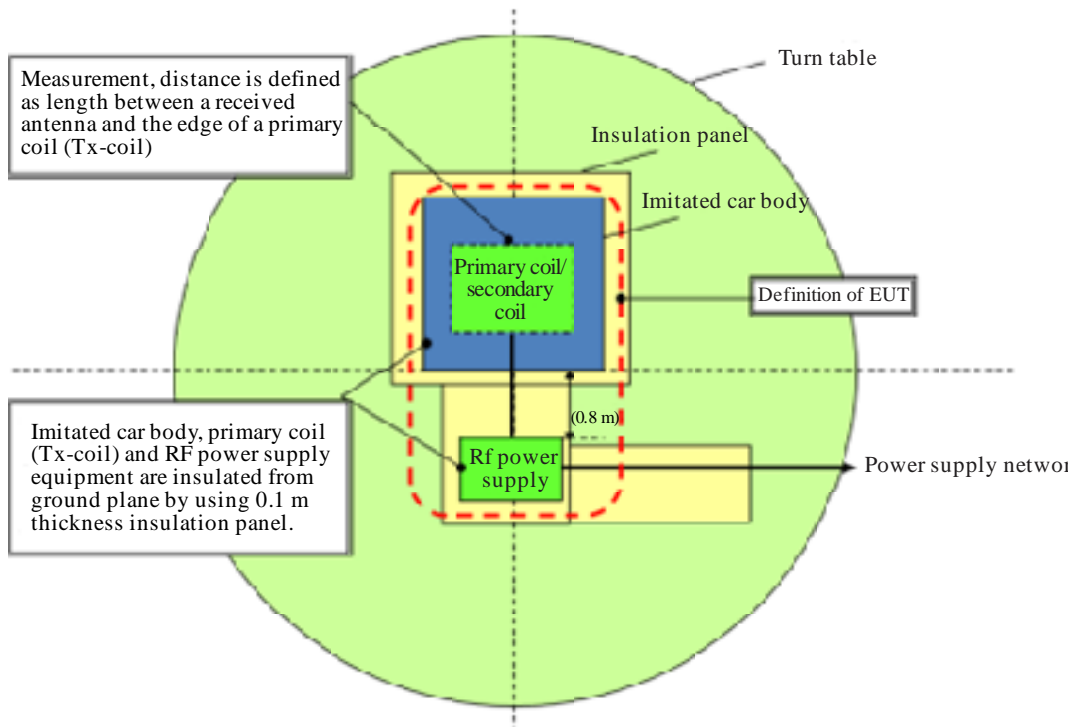 Turn table
Measurement, distance is defined
as length between a received
antenna and the edge of a primary
coil (Tx-coil)
Insulation panel
Imitated car body
Primary coil/
secondary
coil
Definition of EUT
(0.8 m)
Imitated car body, primary coil
(Tx-coil) and RF power supply
equipment are insulated from
ground plane by using 0.1 m
thickness insulation panel.
Rf power
supply
Power supply networ